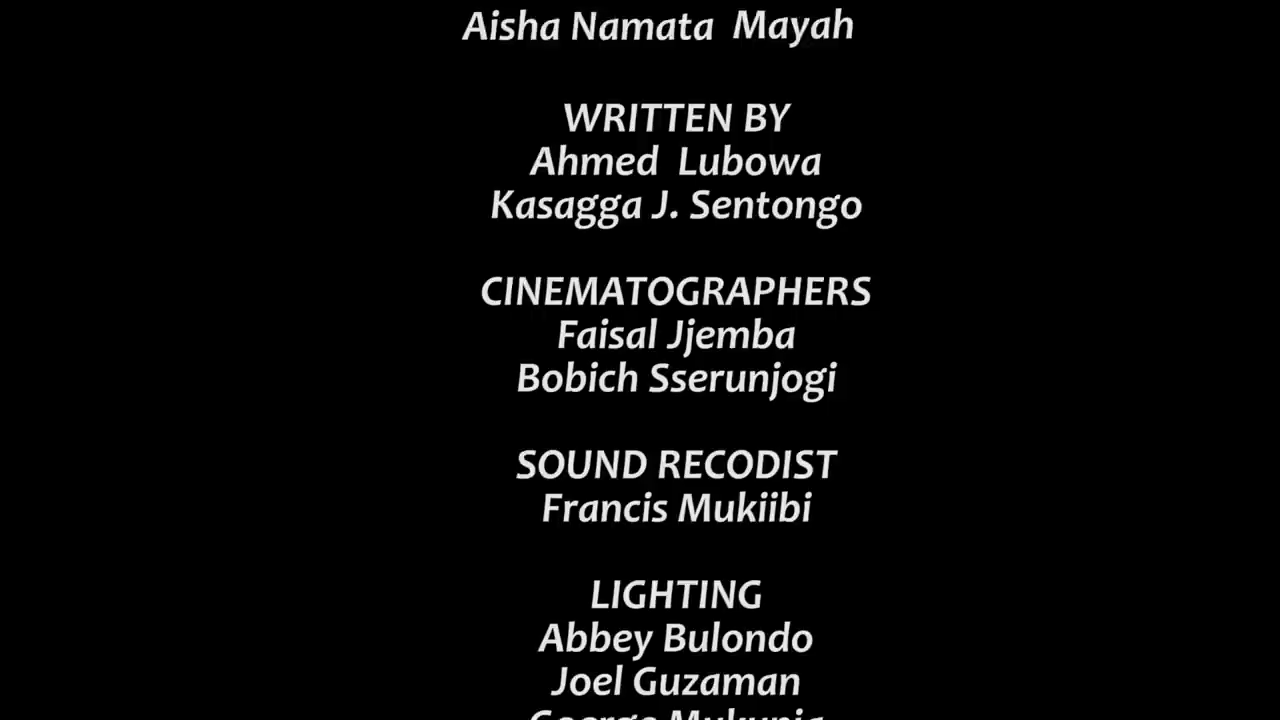 Aisha Namata Mayah
WRITTEN BY
Ahmed Lubowa
Kasagga J. Sentongo
CINEMATOGRAPHERS
Faisal Jjemba
Bobich Sserunjogi
SOUND RECODIST
Francis Mukiibi
LIGHTING
Abbey Bulondo
Joel Guzaman
George